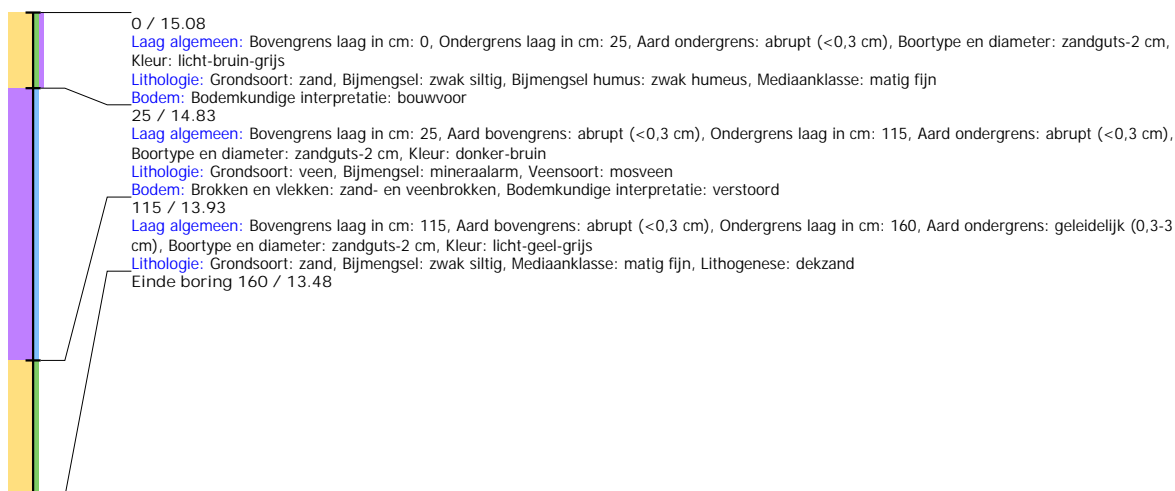 0 / 15.08
Laag algemeen: Bovengrens laag in cm: 0, Ondergrens laag in cm: 25, Aard ondergrens: abrupt (<0,3 cm), Boortype en diameter: zandguts-2 cm,
Kleur: licht-bruin-grijs
Lithologie: Grondsoort: zand, Bijmengsel: zwak siltig, Bijmengsel humus: zwak humeus, Mediaanklasse: matig fijn
Bodem: Bodemkundige interpretatie: bouwvoor
25 / 14.83
Laag algemeen: Bovengrens laag in cm: 25, Aard bovengrens: abrupt (<0,3 cm), Ondergrens laag in cm: 115, Aard ondergrens: abrupt (<0,3 cm),
Boortype en diameter: zandguts-2 cm, Kleur: donker-bruin
Lithologie: Grondsoort: veen, Bijmengsel: mineraalarm, Veensoort: mosveen
Bodem: Brokken en vlekken: zand- en veenbrokken, Bodemkundige interpretatie: verstoord
115 / 13.93
Laag algemeen: Bovengrens laag in cm: 115, Aard bovengrens: abrupt (<0,3 cm), Ondergrens laag in cm: 160, Aard ondergrens: geleidelijk (0,3-3
cm), Boortype en diameter: zandguts-2 cm, Kleur: licht-geel-grijs
Lithologie: Grondsoort: zand, Bijmengsel: zwak siltig, Mediaanklasse: matig fijn, Lithogenese: dekzand
Einde boring 160 / 13.48